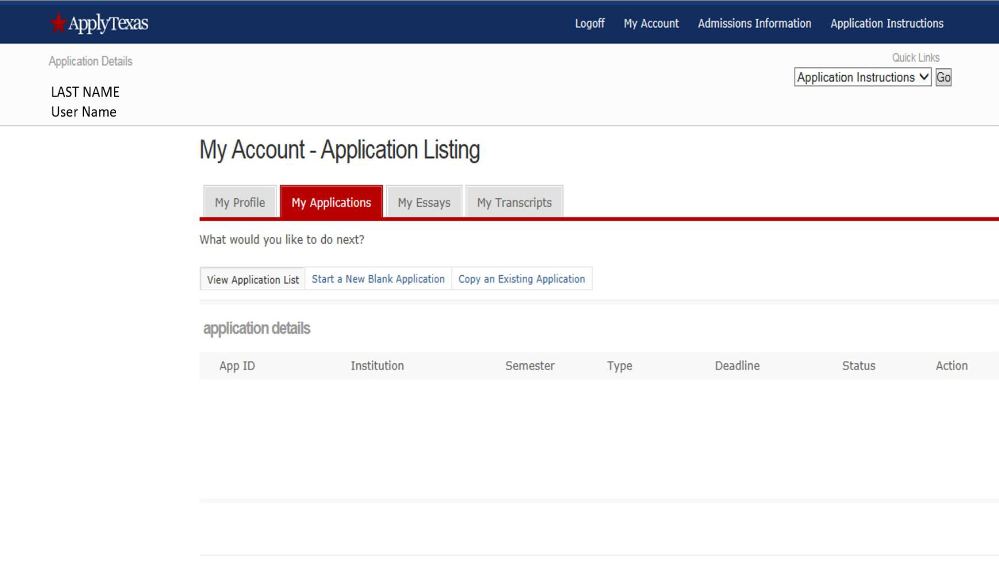 ApplyTexas
Logoff My Account Admissions Information Application Instructions
Application Details
Quick Links
Application Instructions Go
LAST NAME
User Name
My Account - Application Listing
My Profile My Applications My Essays My Transcripts
What would you like to do next?
View Application List Start a New Blank Application Copy an Existing Application
application details
App ID Institution Semester Type Deadline Status Action